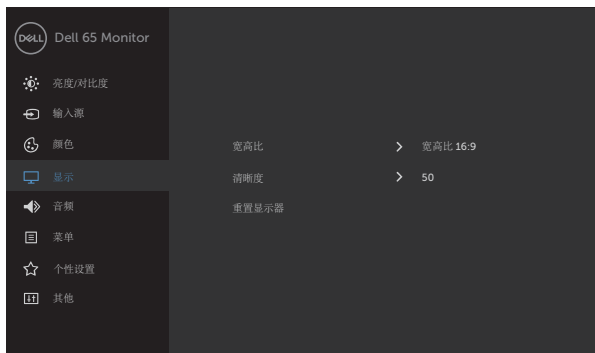 DELL Dell 65 Monitor
亮度/对比度
输入源
颜色
显示
音频
菜单
个性设置
其他
宽高比 宽高比 16:9
清晰度 50
重置显示器